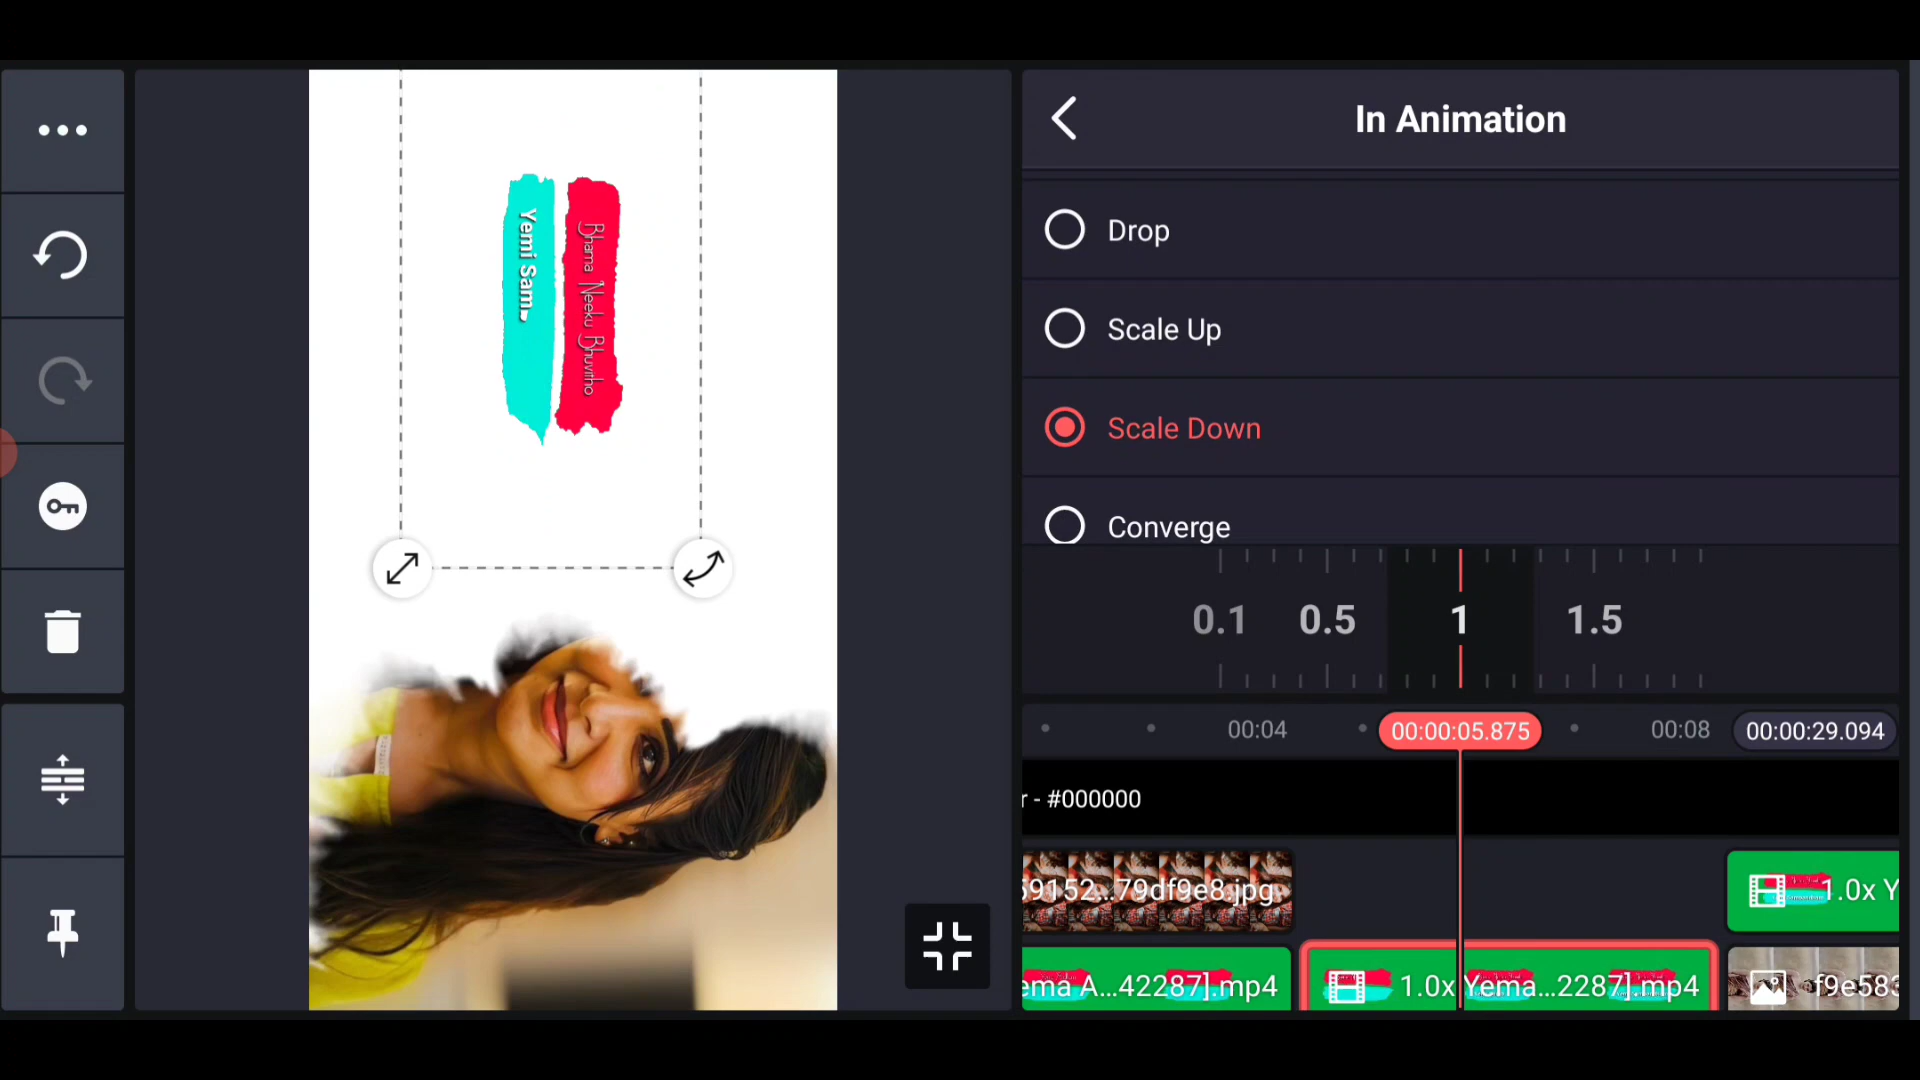 In Animation
Drop
Scale Up
Scale Down
Converge
0.1 0.5 1 1.5
00:04 00:00:05.875 00:08 00:00:29.094
r - #000000
59152...79df9e8.jpg
1.0x Y
ema A...42287].mp4
1.0x Yema...2287].mp4
f9e583
Bhama Neeku Bhuvitho
Yemi Sam